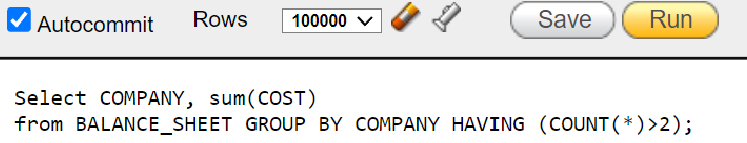 Autocommit Rows 100000 Save Run
Select COMPANY, sum(COST)
from BALANCE_SHEET GROUP BY COMPANY HAVING (COUNT(*)>2);